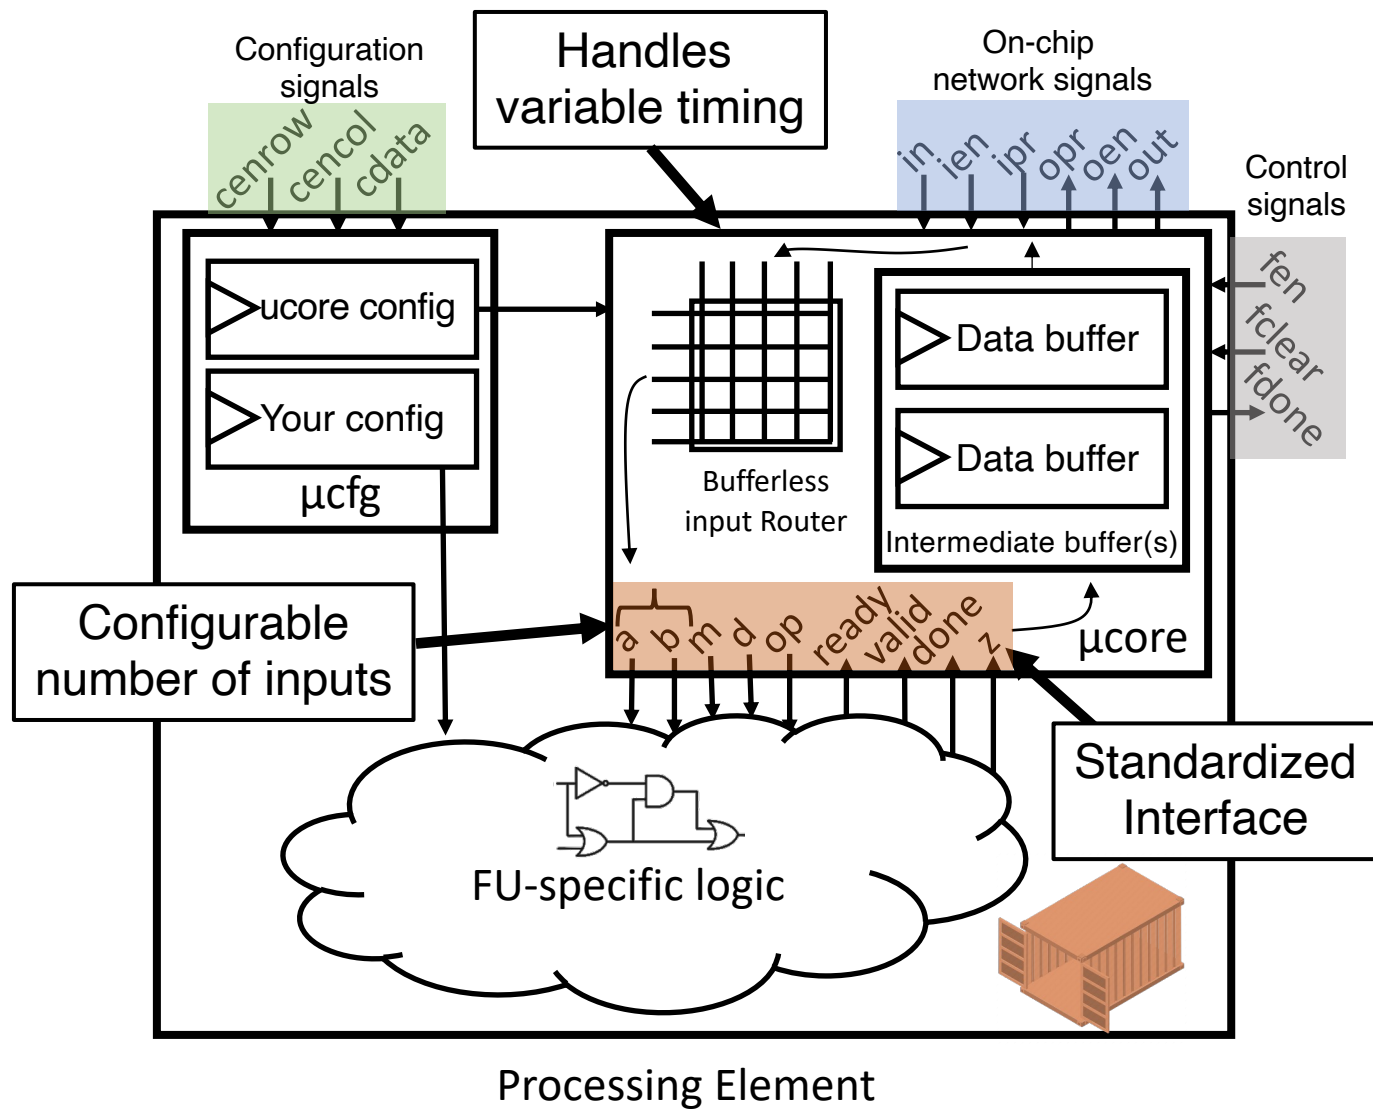 Configuration
signals
Handles
variable timing
On-chip
network signals
Control
signals
cenrow
cencol
cdata
in
ien
ipr
opr
oen
out
fen
fclear
fdone
ucore config
Your config
µcfg
Data buffer
Data buffer
Intermediate buffer(s)
Bufferless
input Router
Configurable
number of inputs
a
b
m
d
op
ready
valid
done
z
µcore
Standardized
Interface
FU-specific logic
Processing Element